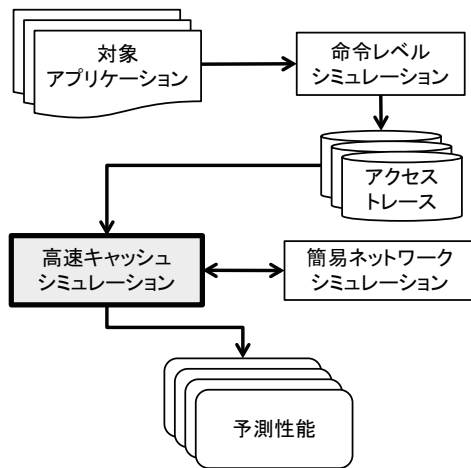 対象
アプリケーション
命令レベル
シミュレーション
アクセス
トレース
高速キャッシュ
シミュレーション
簡易ネットワーク
シミュレーション
予測性能